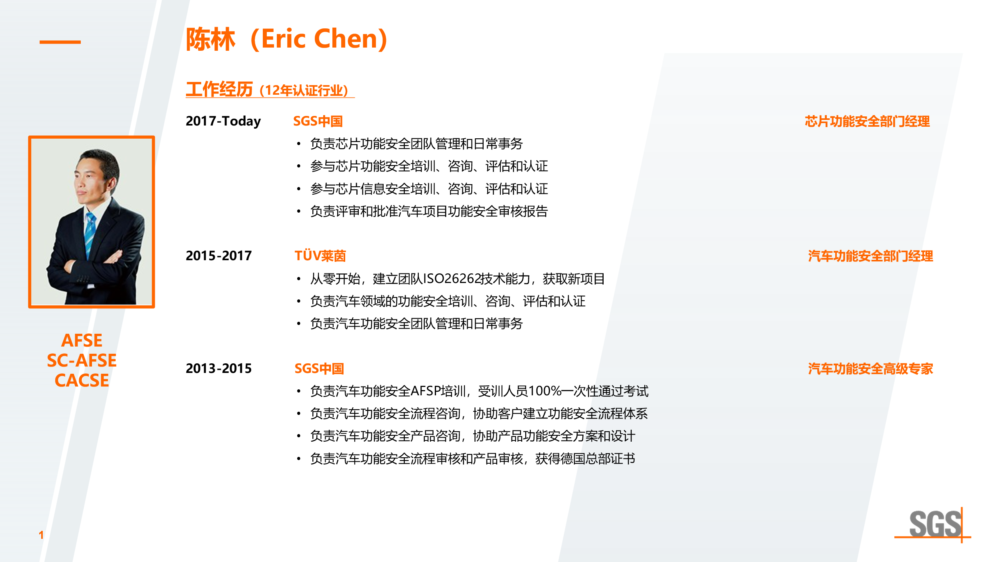 陈林（Eric Chen）
工作经历（12年认证行业）
2017-Today SGS中国 芯片功能安全部门经理
• 负责芯片功能安全团队管理和日常事务
• 参与芯片功能安全培训、咨询、评估和认证
• 参与芯片信息安全培训、咨询、评估和认证
• 负责评审和批准汽车项目功能安全审核报告
2015-2017 TÜV莱茵 汽车功能安全部门经理
• 从零开始，建立团队ISO26262技术能力，获取新项目
• 负责汽车领域的功能安全培训、咨询、评估和认证
• 负责汽车功能安全团队管理和日常事务
2013-2015 SGS中国 汽车功能安全高级专家
• 负责汽车功能安全AFSP培训，受训人员100%一次性通过考试
• 负责汽车功能安全流程咨询，协助客户建立功能安全流程体系
• 负责汽车功能安全产品咨询，协助产品功能安全方案和设计
• 负责汽车功能安全流程审核和产品审核，获得德国总部证书
AFSE
SC-AFSE
CACSE
1
SGS